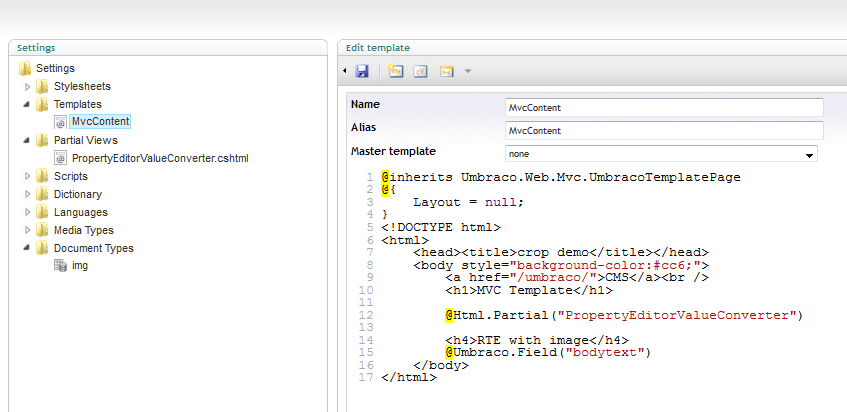 Settings
Settings
Stylesheets
Templates
MvcContent
Partial Views
PropertyEditorValueConverter.cshtml
Scripts
Dictionary
Languages
Media Types
Document Types
img
Edit template
Name MvcContent
Alias MvcContent
Master template none
1 @inherits Umbraco.Web.Mvc.UmbracoTemplatePage
2 @{
3 Layout = null;
4 }
5 <!DOCTYPE html>
6 <html>
7 <head><title>crop demo</title></head>
8 <body style="background-color:#cc6;">
9 <a href="/umbraco/">CMS</a><br />
10 <h1>MVC Template</h1>
11
12 @Html.Partial("PropertyEditorValueConverter")
13
14 <h4>RTE with image</h4>
15 @Umbraco.Field("bodytext")
16 </body>
17 </html>